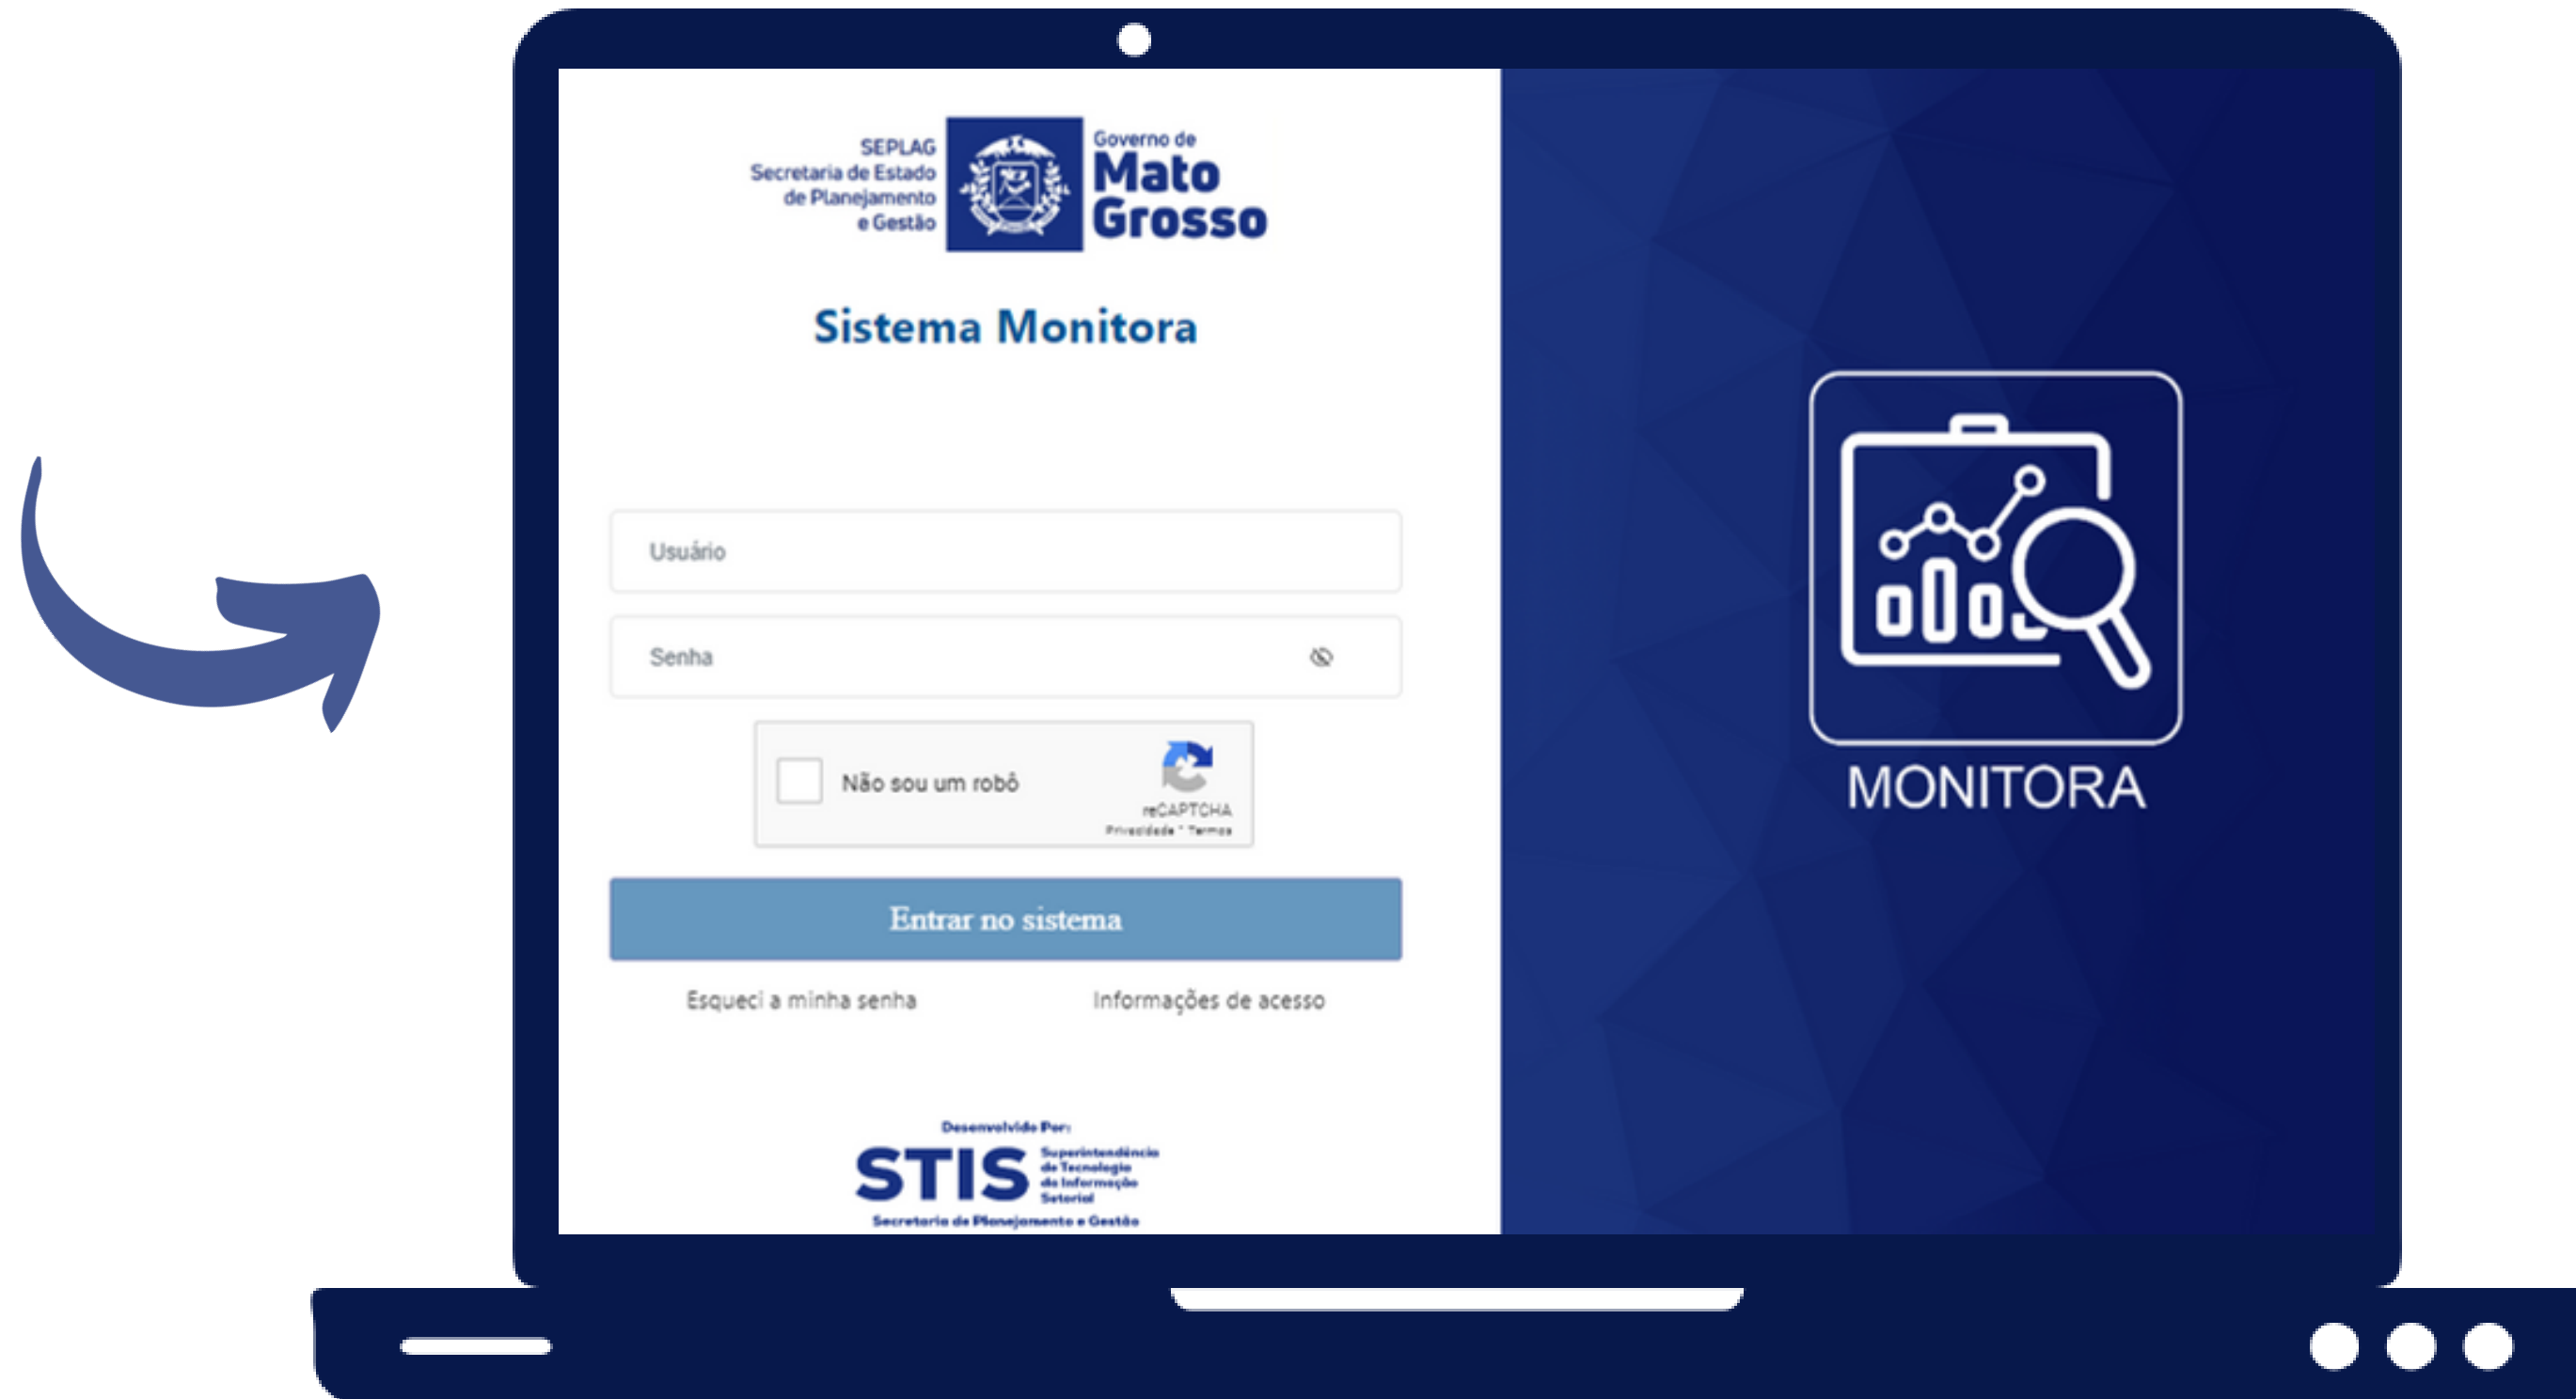 SEPLAG
Secretaria de Estado
de Planejamento
e Gestão
Governo de
Mato
Grosso
Sistema Monitora
Usuário
Senha
Não sou um robô
reCAPTCHA
Privacidade - Termos
Entrar no sistema
Esqueci a minha senha
Informações de acesso
Desenvolvido Por:
STIS
Superintendência
de Tecnologia
da Informação
Setorial
Secretaria de Planejamento e Gestão
MONITORA